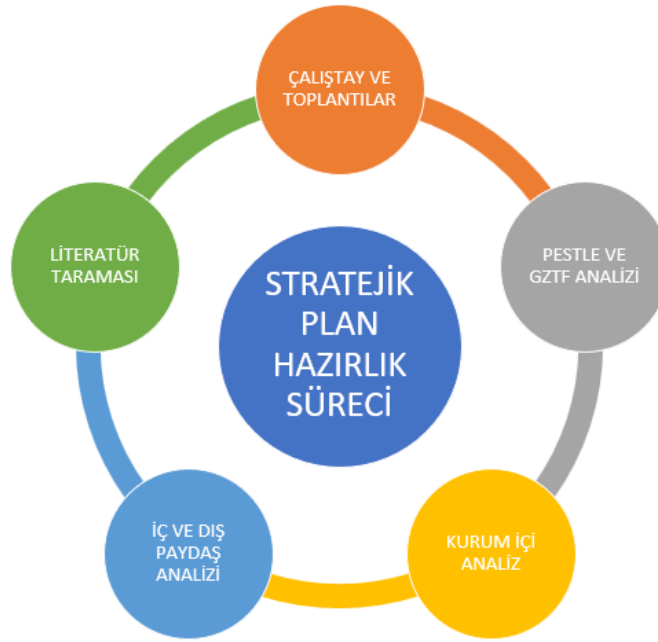 ÇALIŞTAY VE
TOPLANTILAR
PESTLE VE
GZTF ANALİZİ
KURUM İÇİ
ANALİZ
İÇ VE DIŞ
PAYDAŞ
ANALİZİ
LİTERATÜR
TARAMASI
STRATEJİK
PLAN
HAZIRLIK
SÜRECİ